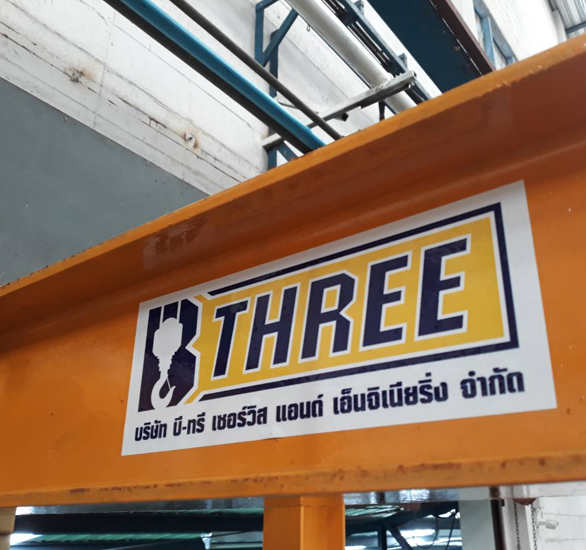 B THREE
บริษัท บี-ทรี เซอร์วิส แอนด์ เอ็นจิเนียริ่ง จำกัด